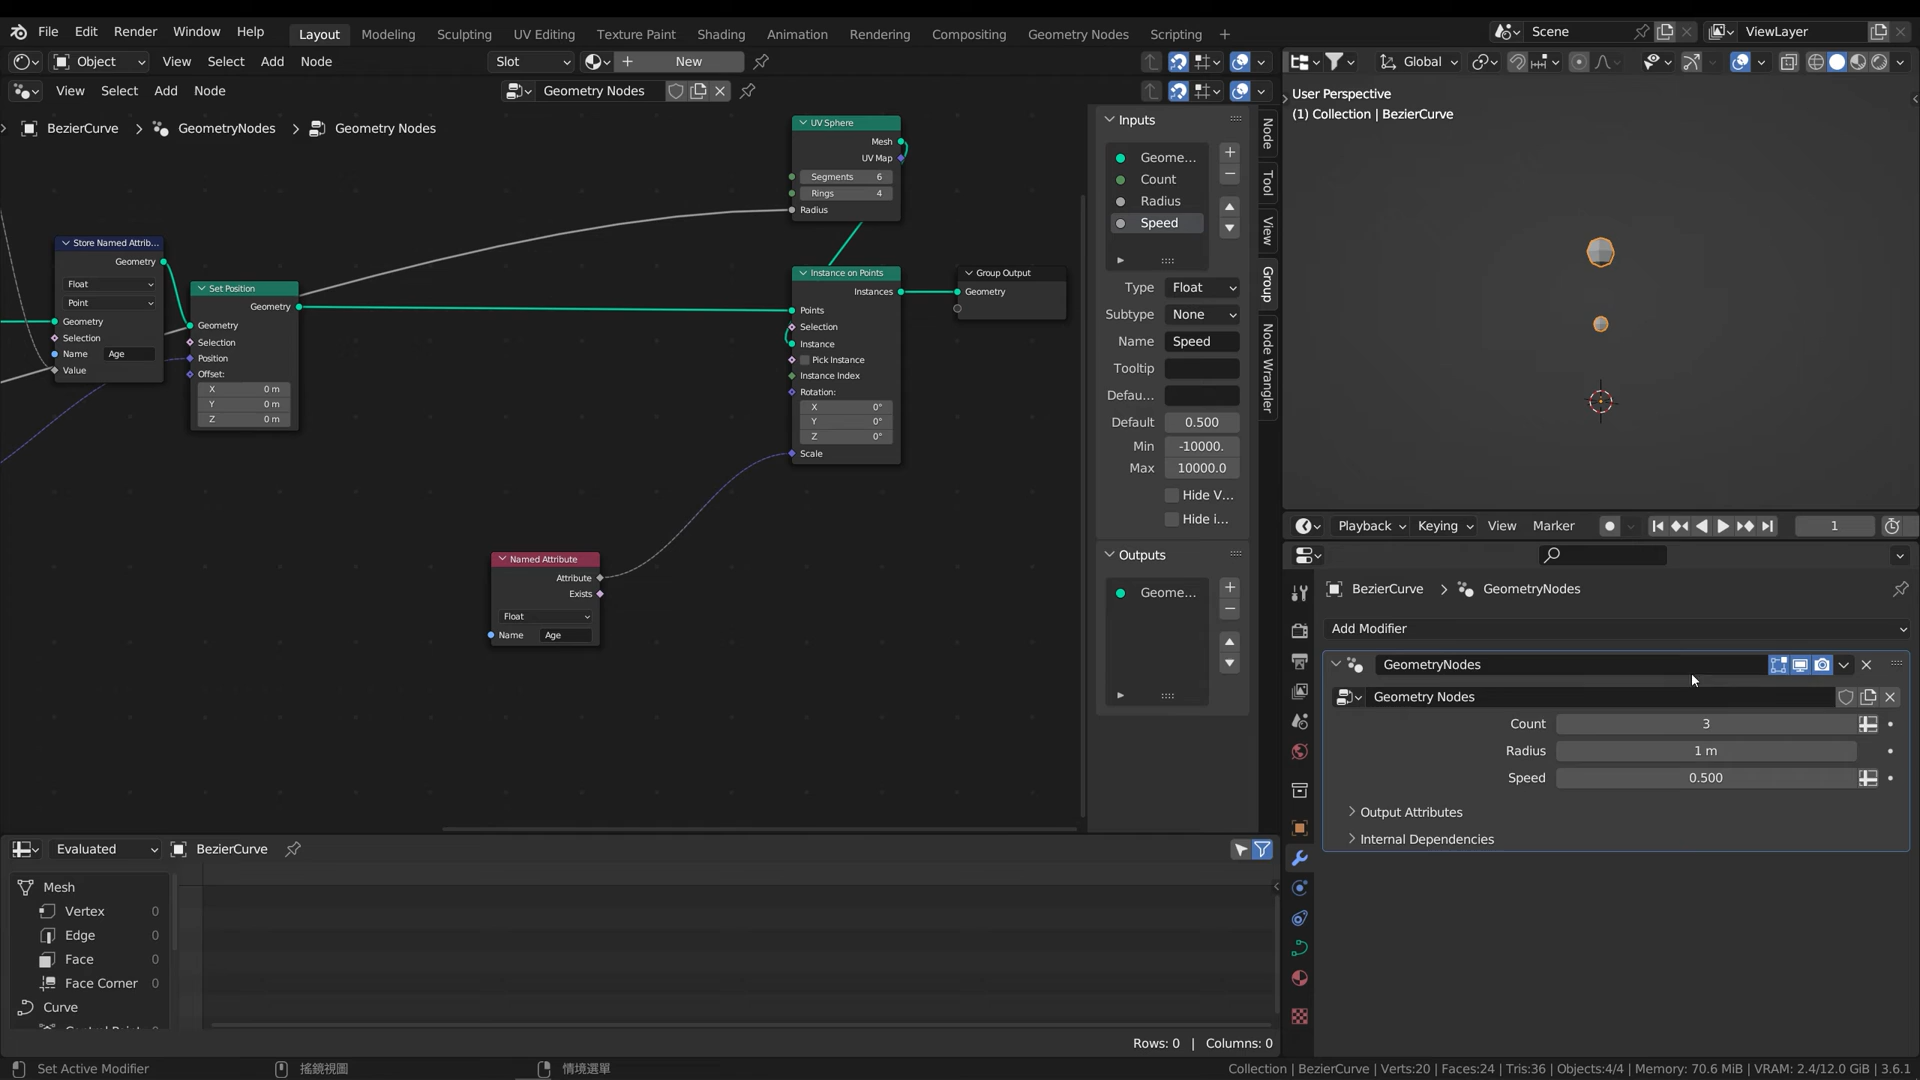 File Edit Render Window Help Layout Modeling Sculpting UV Editing Texture Paint Shading Animation Rendering Compositing Geometry Nodes Scripting + Scene ViewLayer
Object View Select Add Node Slot New Global
View Select Add Node Geometry Nodes
BezierCurve GeometryNodes Geometry Nodes
User Perspective
(1) Collection | BezierCurve
UV Sphere
Mesh
UV Map
Segments 6
Rings 4
Radius
Store Named Attrib...
Geometry
Float
Point
Geometry
Selection
Name Age
Value
Set Position
Geometry
Geometry
Selection
Position
Offset:
X 0 m
Y 0 m
Z 0 m
Instance on Points
Instances
Points
Selection
Instance
Pick Instance
Instance Index
Rotation:
X 0°
Y 0°
Z 0°
Scale
Group Output
Geometry
Named Attribute
Attribute
Exists
Float
Name Age
Inputs
Geome...
Count
Radius
Speed
Type Float
Subtype None
Name Speed
Tooltip
Defau...
Default 0.500
Min -10000.
Max 10000.0
Hide V...
Hide i...
Outputs
Geome...
Node
Tool
View
Group
Node Wrangler
Playback Keying View Marker 1
BezierCurve GeometryNodes
Add Modifier
GeometryNodes
Geometry Nodes
Count 3
Radius 1 m
Speed 0.500
Output Attributes
Internal Dependencies
Evaluated BezierCurve
Mesh
Vertex 0
Edge 0
Face 0
Face Corner 0
Curve
Rows: 0 | Columns: 0
Set Active Modifier 搖鏡視圖 情境選單
Collection | BezierCurve | Verts:20 | Faces:24 | Tris:36 | Objects:4/4 | Memory: 70.6 MiB | VRAM: 2.4/12.0 GiB | 3.6.1